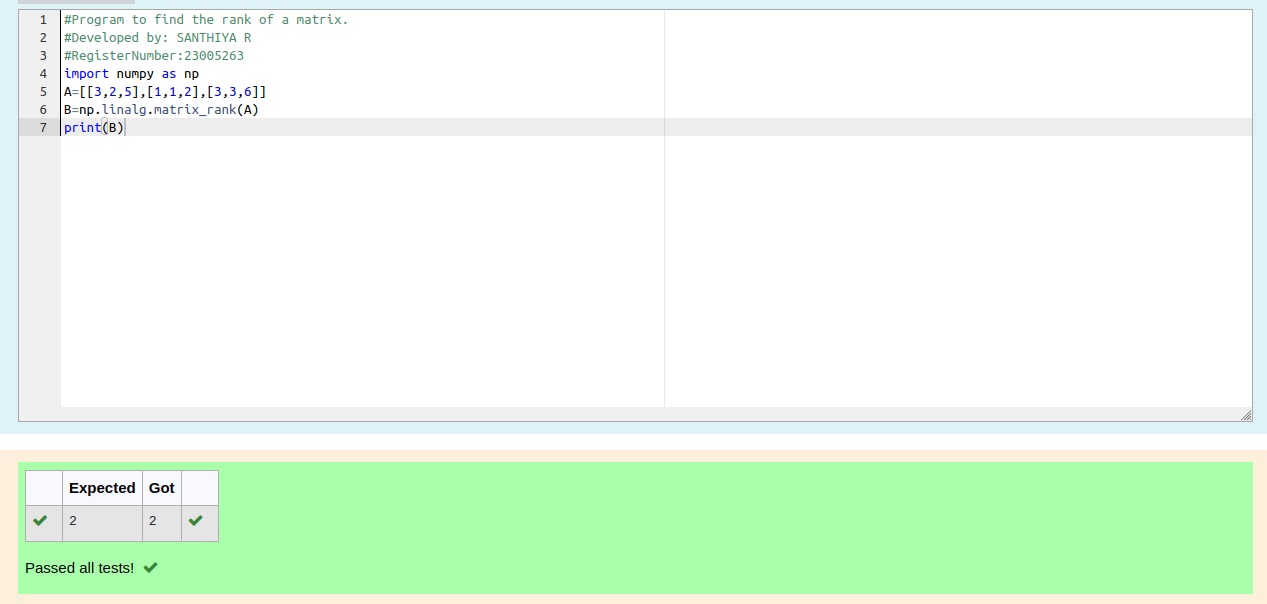 1 #Program to find the rank of a matrix.
2 #Developed by: SANTHIYA R
3 #RegisterNumber:23005263
4 import numpy as np
5 A=[[3,2,5],[1,1,2],[3,3,6]]
6 B=np.linalg.matrix_rank(A)
7 print(B)
Expected Got
2 2
Passed all tests!